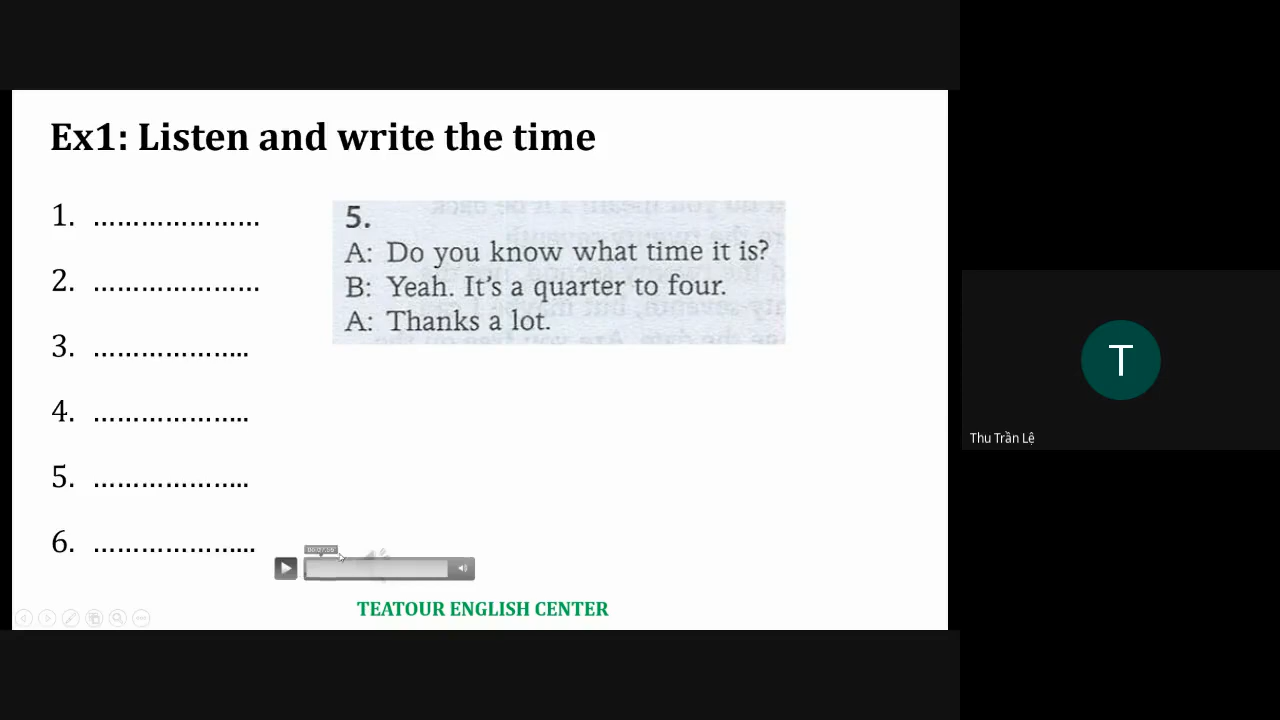 Ex1: Listen and write the time
1. …………………
2. …………………
3. ………………..
4. ………………..
5. ………………..
6. ………………....
5.
A: Do you know what time it is?
B: Yeah. It's a quarter to four.
A: Thanks a lot.
TEATOUR ENGLISH CENTER
T
Thu Trần Lệ